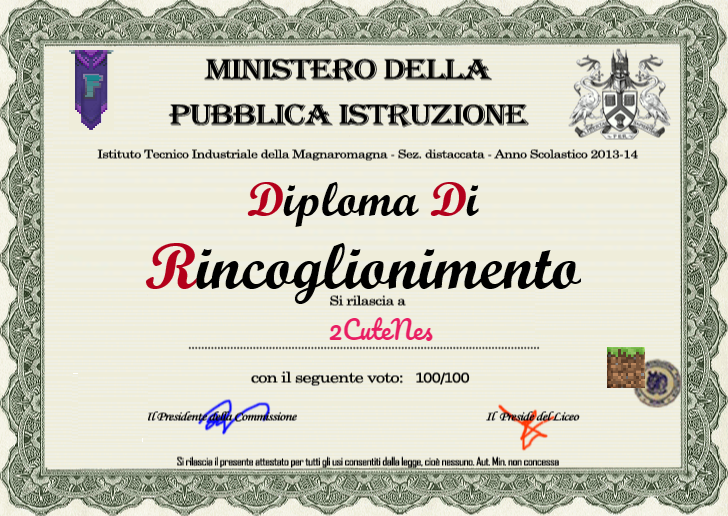 MINISTERO DELLA
PUBBLICA ISTRUZIONE
F
Istituto Tecnico Industriale della Magnaromagna - Sez. distaccata - Anno Scolastico 2013-14
Diploma Di
Rincoglionimento
Si rilascia a
2CuteNes
con il seguente voto: 100/100
Il Presidente della Commissione
Il Preside del Liceo
Si rilascia il presente attestato per tutti gli usi consentiti dalla legge, cioè nessuno. Aut. Min. non concessa